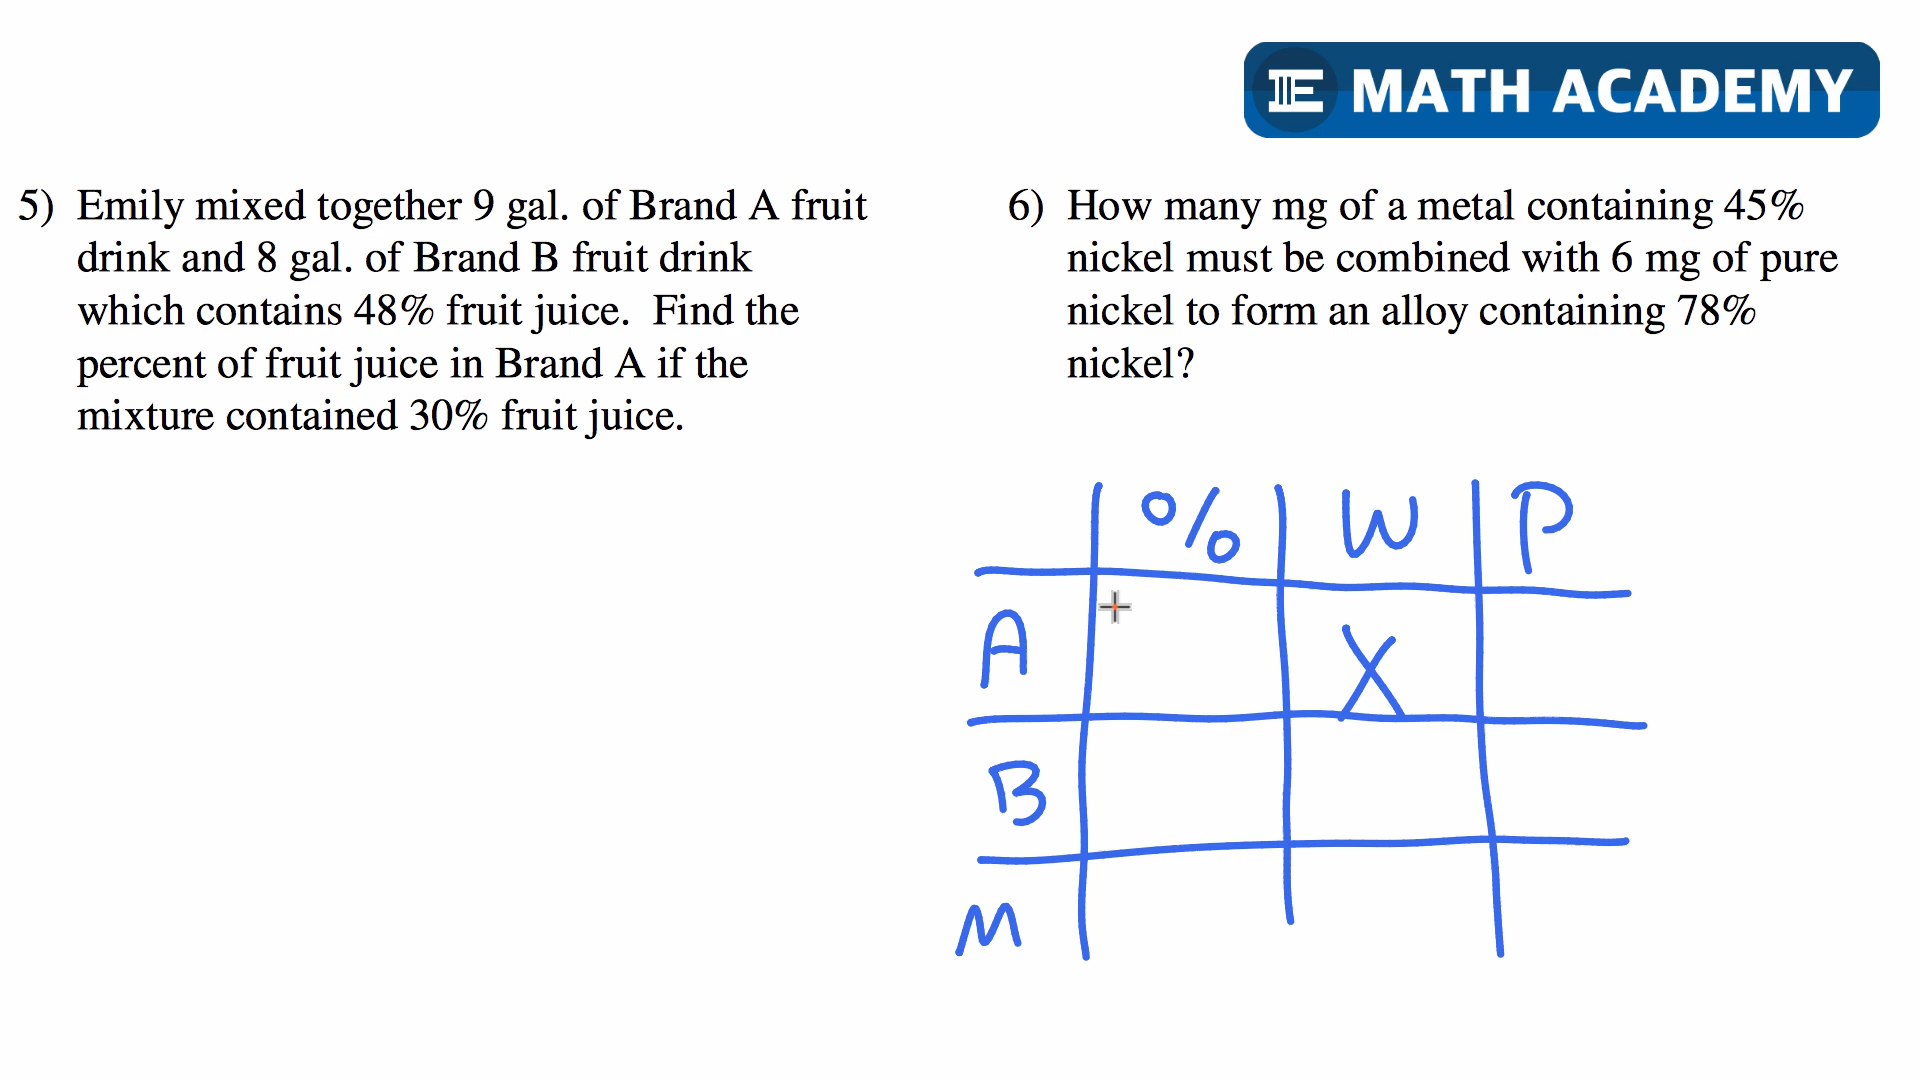 MATH ACADEMY
5) Emily mixed together 9 gal. of Brand A fruit
drink and 8 gal. of Brand B fruit drink
which contains 48% fruit juice. Find the
percent of fruit juice in Brand A if the
mixture contained 30% fruit juice.
6) How many mg of a metal containing 45%
nickel must be combined with 6 mg of pure
nickel to form an alloy containing 78%
nickel?
% W P
A X
B
M